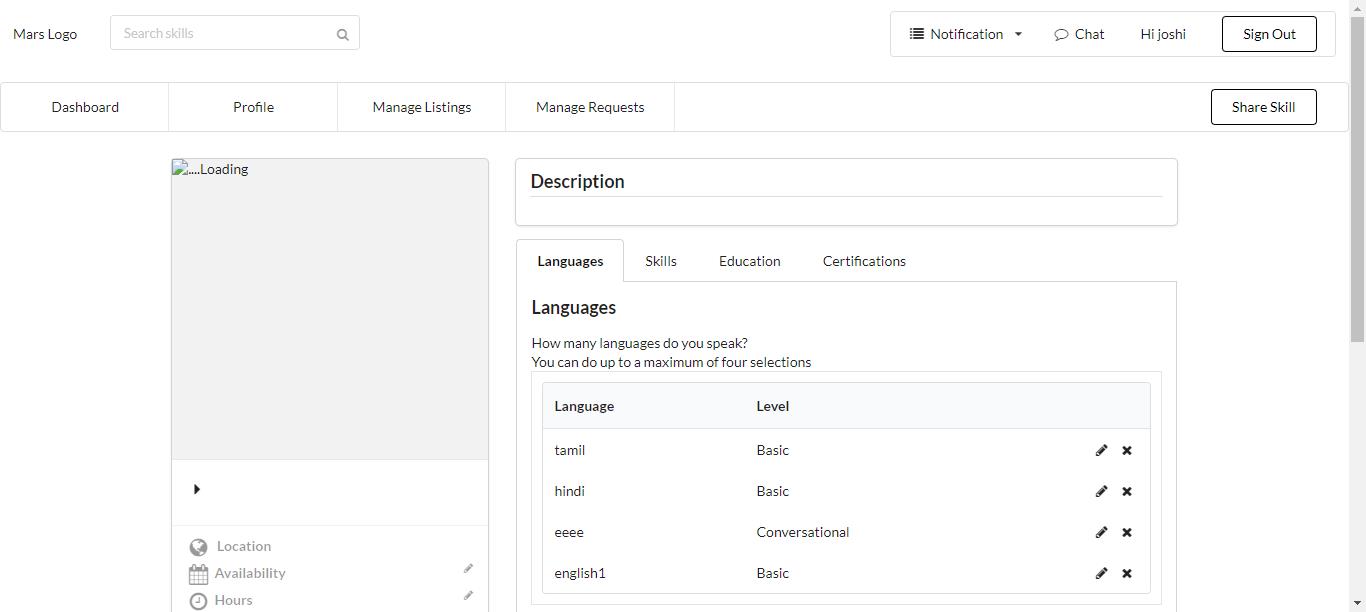 Mars Logo Search skills Notification Chat Hi joshi Sign Out
Dashboard Profile Manage Listings Manage Requests Share Skill
....Loading
Description
Languages Skills Education Certifications
Languages
How many languages do you speak?
You can do up to a maximum of four selections
Language Level
tamil Basic
hindi Basic
eeee Conversational
english1 Basic
Location
Availability
Hours